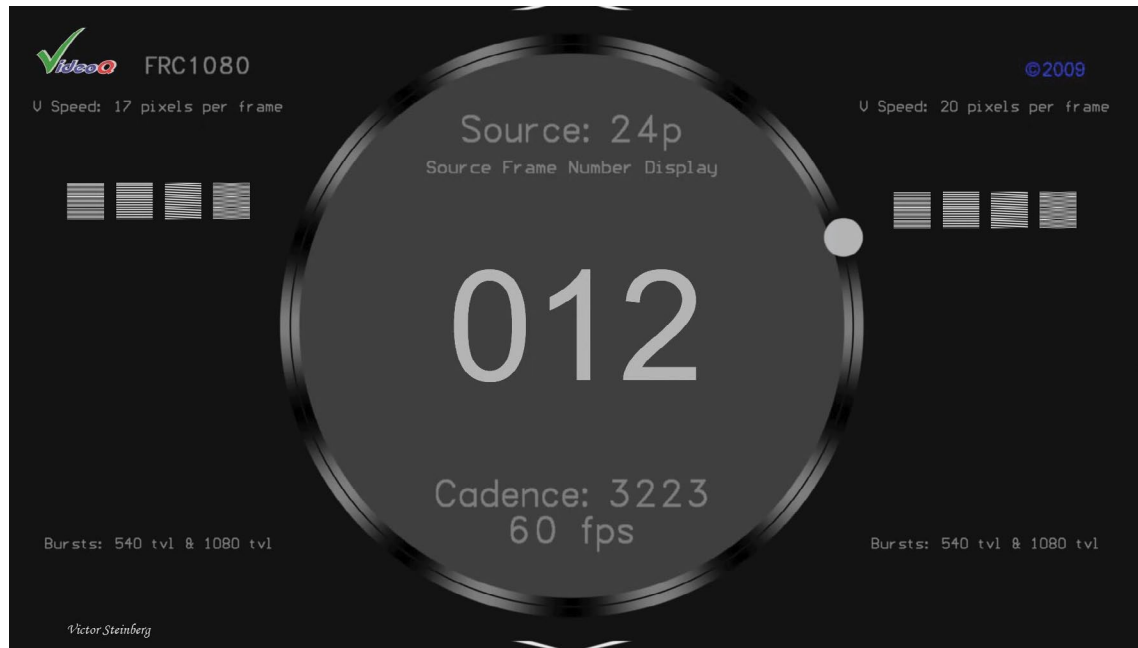 VideoQ FRC1080
©2009
V Speed: 17 pixels per frame
V Speed: 20 pixels per frame
Source: 24p
Source Frame Number Display
012
Cadence: 3223
60 fps
Bursts: 540 tvl & 1080 tvl
Bursts: 540 tvl & 1080 tvl
Victor Steinberg